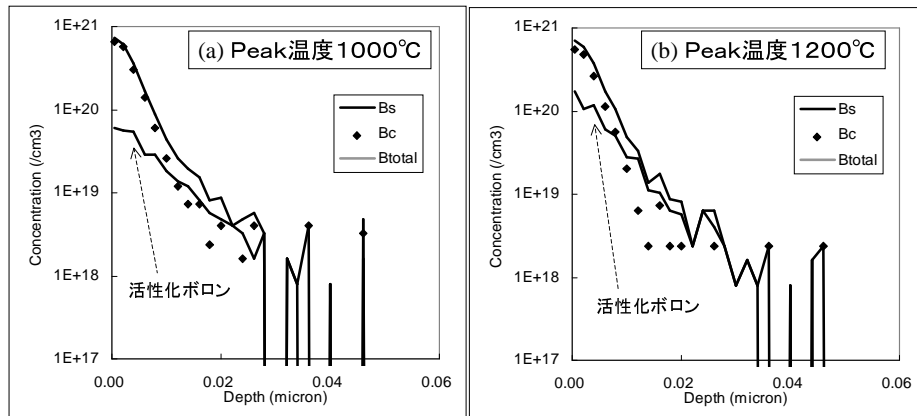 (a) Peak温度1000℃
1E+21
1E+20
1E+19
1E+18
1E+17
Concentration (/cm3)
Bs
Bc
Btotal
活性化ボロン
0.00
0.02
0.04
0.06
Depth (micron)
(b) Peak温度1200℃
1E+21
1E+20
1E+19
1E+18
1E+17
Concentration (/cm3)
Bs
Bc
Btotal
活性化ボロン
0.00
0.02
0.04
0.06
Depth (micron)